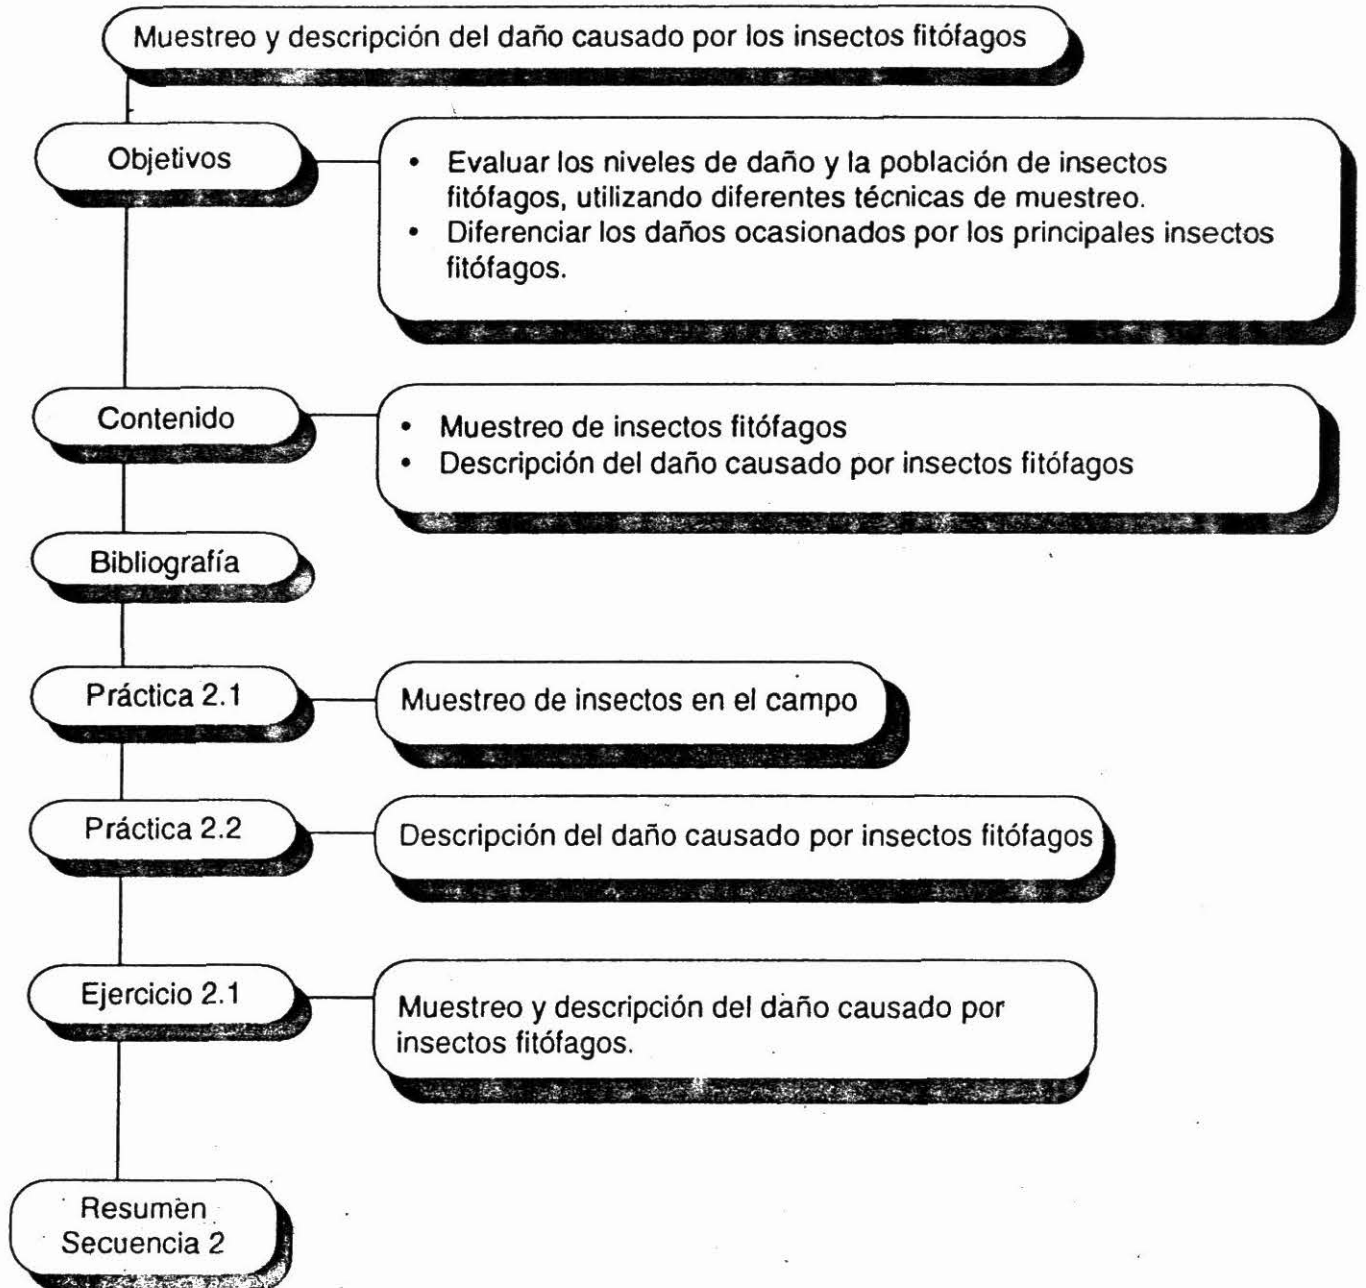 Muestreo y descripción del daño causado por los insectos fitófagos
Objetivos
• Evaluar los niveles de daño y la población de insectos
fitófagos, utilizando diferentes técnicas de muestreo.
• Diferenciar los daños ocasionados por los principales insectos
fitófagos.
Contenido
• Muestreo de insectos fitófagos
• Descripción del daño causado por insectos fitófagos
Bibliografía
Práctica 2.1
Muestreo de insectos en el campo
Práctica 2.2
Descripción del daño causado por insectos fitófagos
Ejercicio 2.1
Muestreo y descripción del daño causado por
insectos fitófagos.
Resumen
Secuencia 2